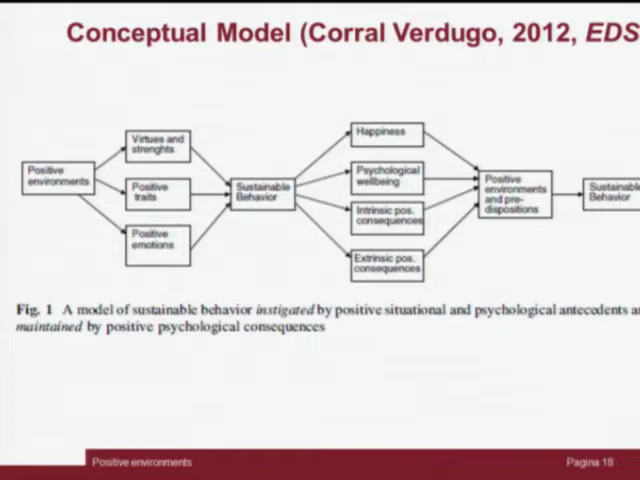 Conceptual Model (Corral Verdugo, 2012, EDS
Positive
environments
Virtues and
strenghts
Positive
traits
Positive
emotions
Sustainable
Behavior
Happiness
Psychological
wellbeing
Intrinsic pos.
consequences
Extrinsic pos.
consequences
Positive
environments
and pre-
dispositions
Sustainabl
Behavior
Fig. 1 A model of sustainable behavior instigated by positive situational and psychological antecedents a
maintained by positive psychological consequences
Positive environments
Pagina 18